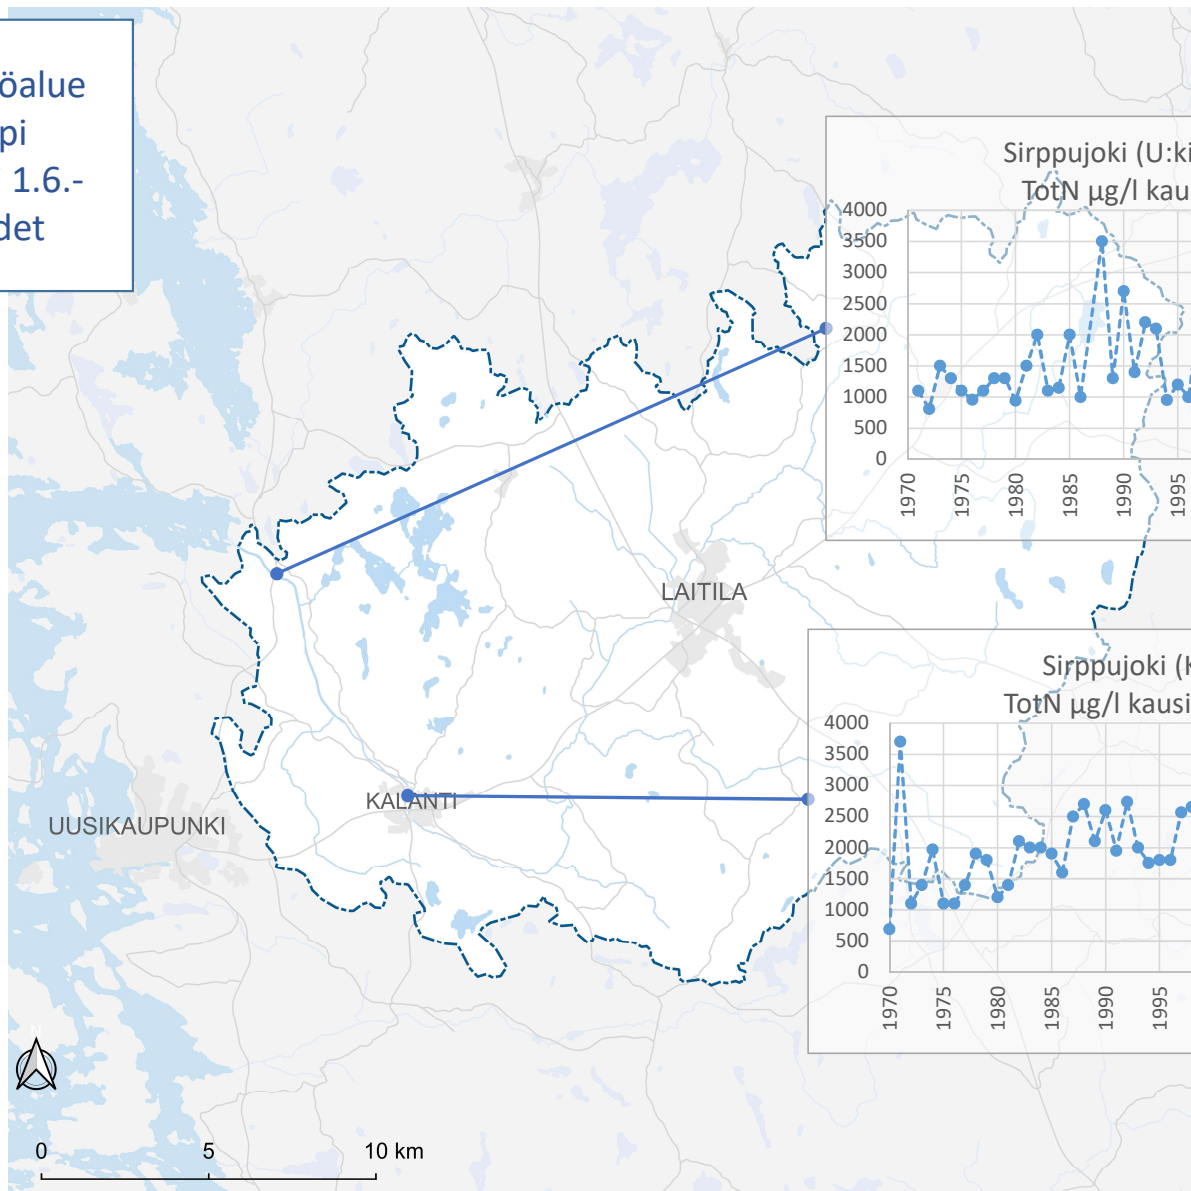 öalue
pi
1.6.-
det
Sirppujoki (U:ki
TotN µg/l kau
4000
3500
3000
2500
2000
1500
1000
500
0
1970
1975
1980
1985
1990
1995
LAITILA
KALANTI
UUSIKAUPUNKI
Sirppujoki (K
TotN µg/l kausi
4000
3500
3000
2500
2000
1500
1000
500
0
1970
1975
1980
1985
1990
1995
N
0 5 10 km